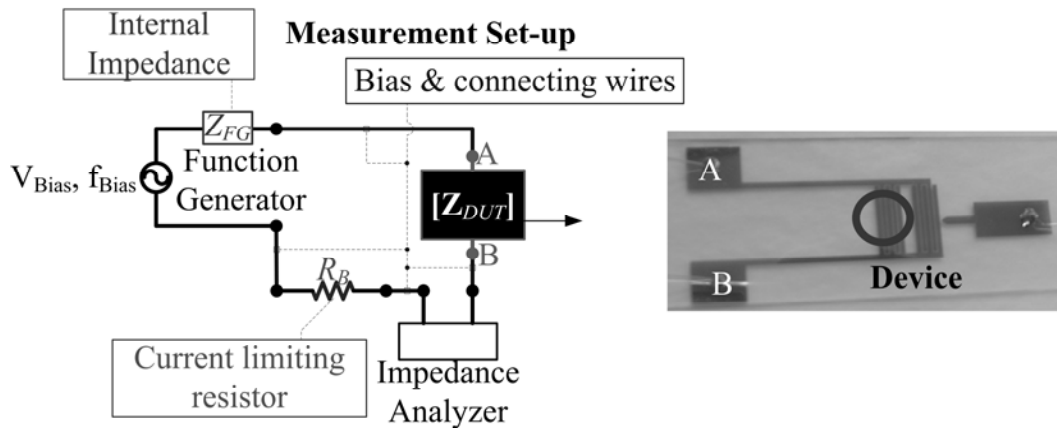 Internal
Impedance
Measurement Set-up
Bias & connecting wires
Z_FG
Function
Generator
V_Bias, f_Bias
A
[Z_DUT]
B
R_B
Current limiting
resistor
Impedance
Analyzer
A
B
Device